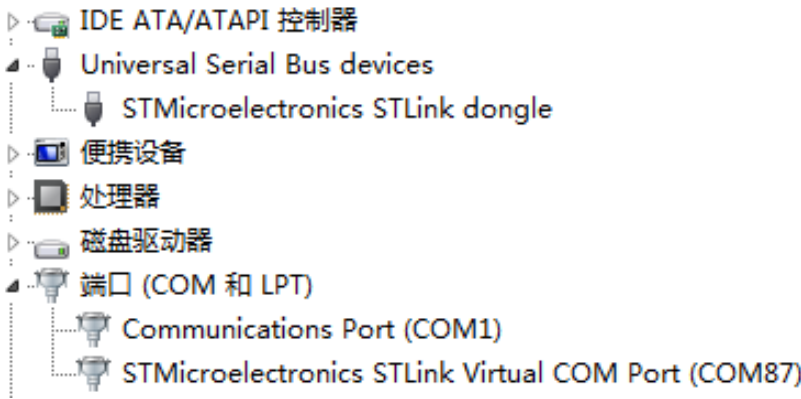 IDE ATA/ATAPI 控制器
Universal Serial Bus devices
STMicroelectronics STLink dongle
便携设备
处理器
磁盘驱动器
端口 (COM 和 LPT)
Communications Port (COM1)
STMicroelectronics STLink Virtual COM Port (COM87)